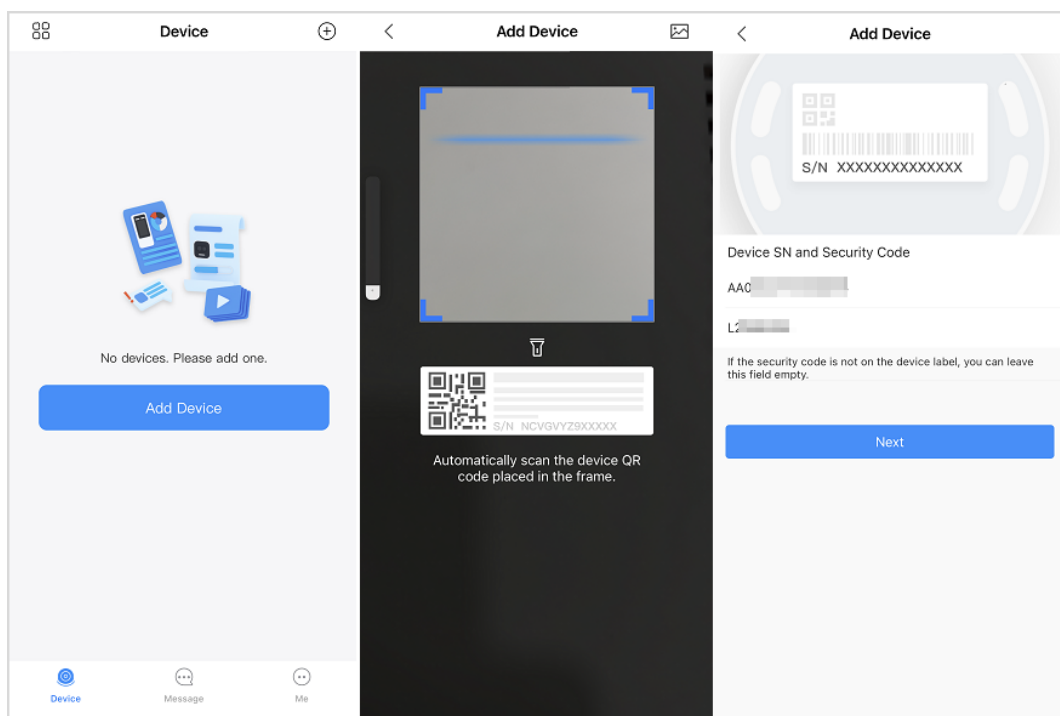 Device
No devices. Please add one.
Add Device
Device
Message
Me
Add Device
S/N NCVGVYZ9XXXXX
Automatically scan the device QR
code placed in the frame.
Add Device
S/N XXXXXXXXXXXXXX
Device SN and Security Code
AA0
L2
If the security code is not on the device label, you can leave
this field empty.
Next